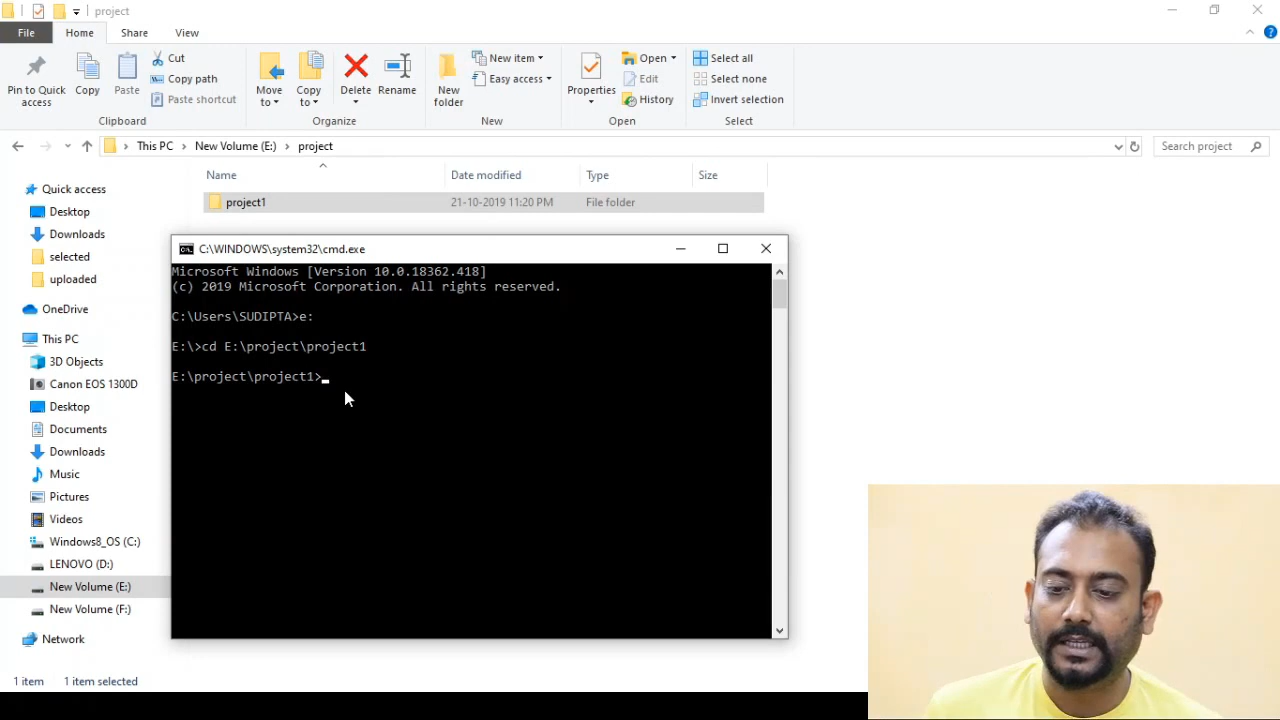 project
File Home Share View
Pin to Quick access
Copy
Paste
Cut
Copy path
Paste shortcut
Clipboard
Move to
Copy to
Delete
Rename
Organize
New folder
New item
Easy access
New
Properties
Open
Edit
History
Open
Select all
Select none
Invert selection
Select
This PC New Volume (E:) project
Search project
Name Date modified Type Size
project1 21-10-2019 11:20 PM File folder
Quick access
Desktop
Downloads
selected
uploaded
OneDrive
This PC
3D Objects
Canon EOS 1300D
Desktop
Documents
Downloads
Music
Pictures
Videos
Windows8_OS (C:)
LENOVO (D:)
New Volume (E:)
New Volume (F:)
Network
C:\WINDOWS\system32\cmd.exe
Microsoft Windows [Version 10.0.18362.418]
(c) 2019 Microsoft Corporation. All rights reserved.
C:\Users\SUDIPTA>e:
E:\>cd E:\project\project1
E:\project\project1>
1 item 1 item selected